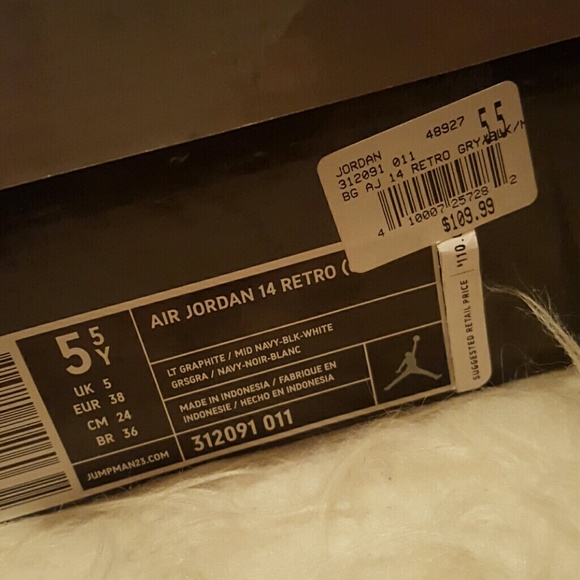 JORDAN 48927 5.5
312091 011
BG AJ 14 RETRO GRY/BLK/
4 10007 25728 2
$109.99
AIR JORDAN 14 RETRO (
5 5Y
UK 5
EUR 38
CM 24
BR 36
JUMPMAN23.COM
LT GRAPHITE / MID NAVY-BLK-WHITE
GRSGRA / NAVY-NOIR-BLANC
MADE IN INDONESIA / FABRIQUE EN
INDONESIE / HECHO EN INDONESIA
312091 011
SUGGESTED RETAIL PRICE